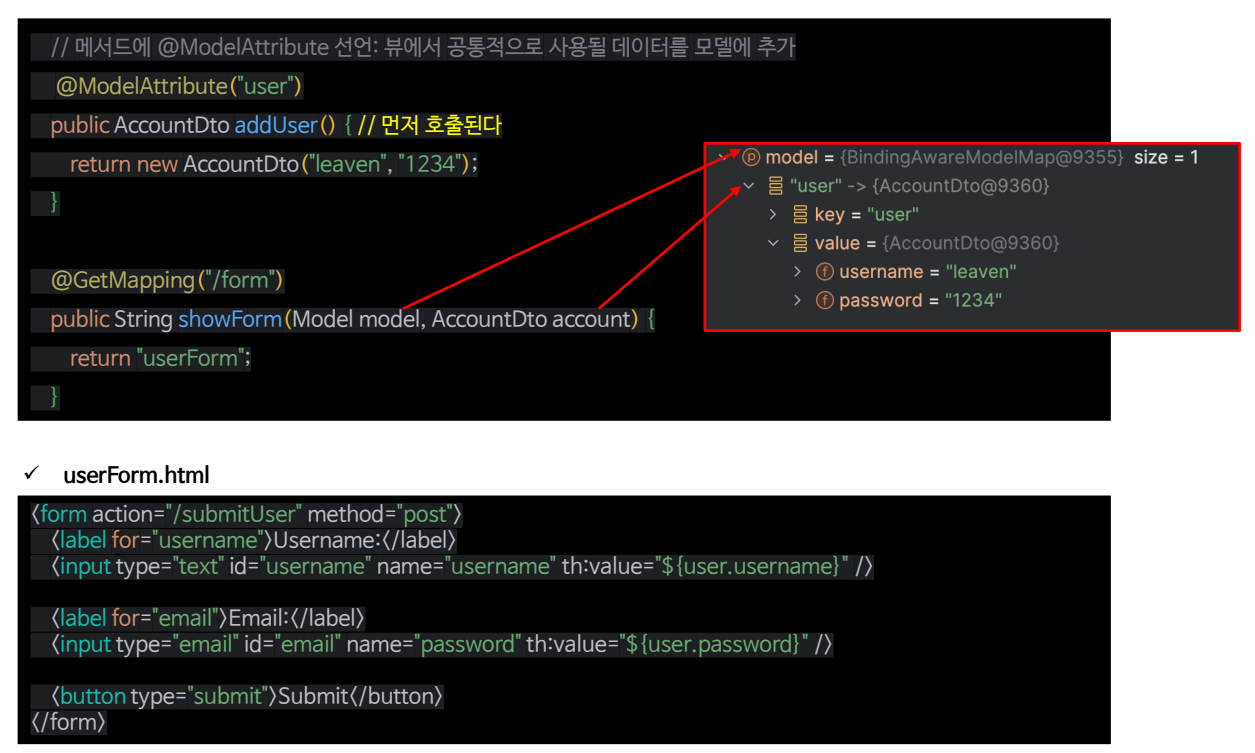 // 메서드에 @ModelAttribute 선언: 뷰에서 공통적으로 사용될 데이터를 모델에 추가
@ModelAttribute("user")
public AccountDto addUser() { // 먼저 호출된다
return new AccountDto("leaven", "1234");
}
@GetMapping("/form")
public String showForm(Model model, AccountDto account) {
return "userForm";
}
model = {BindingAwareModelMap@9355} size = 1
"user" -> {AccountDto@9360}
key = "user"
value = {AccountDto@9360}
username = "leaven"
password = "1234"
✓ userForm.html
〈form action="/submitUser" method="post"〉
〈label for="username"〉Username:〈/label〉
〈input type="text" id="username" name="username" th:value="${user.username}" /〉
〈label for="email"〉Email:〈/label〉
〈input type="email" id="email" name="password" th:value="${user.password}" /〉
〈button type="submit"〉Submit〈/button〉
〈/form〉